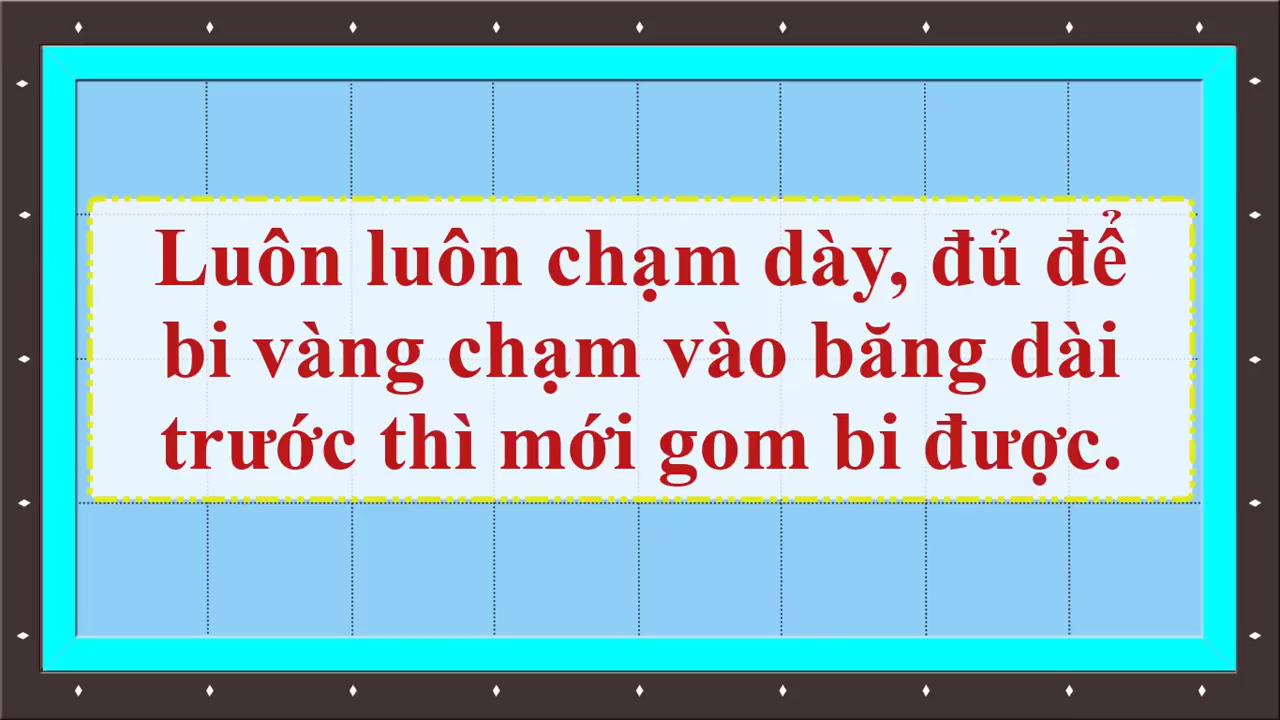 Luôn luôn chạm dày, đủ để
bi vàng chạm vào băng dài
trước thì mới gom bi được.